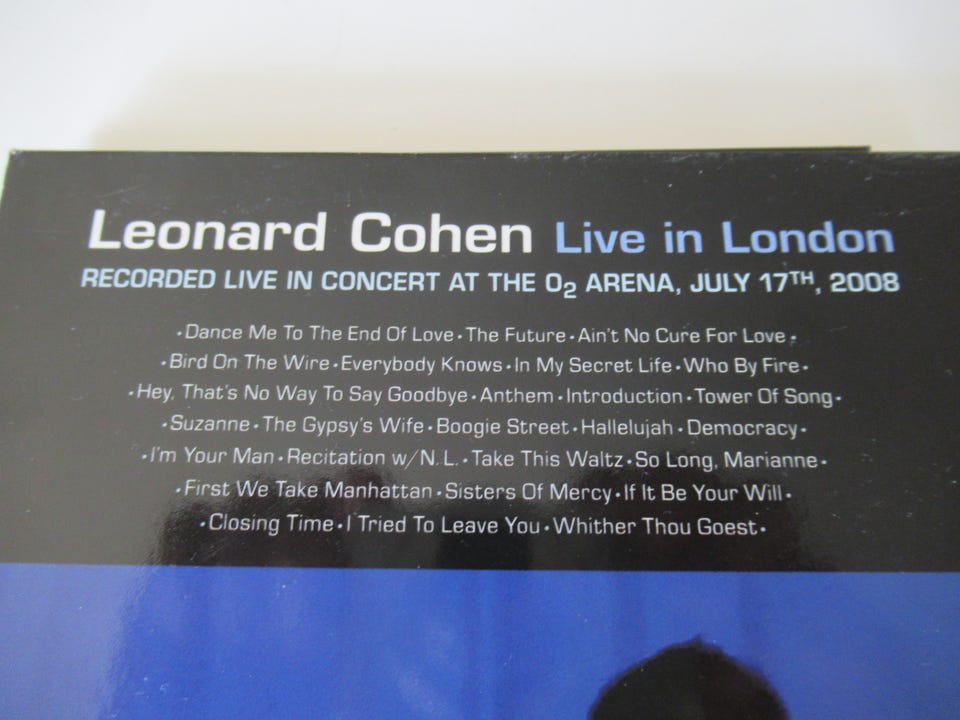 Leonard Cohen Live in London
RECORDED LIVE IN CONCERT AT THE O2 ARENA, JULY 17TH, 2008
•Dance Me To The End Of Love•The Future•Ain't No Cure For Love•
•Bird On The Wire•Everybody Knows•In My Secret Life•Who By Fire•
•Hey, That's No Way To Say Goodbye•Anthem•Introduction•Tower Of Song•
•Suzanne•The Gypsy's Wife•Boogie Street•Hallelujah•Democracy•
•I'm Your Man•Recitation w/N.L.•Take This Waltz•So Long, Marianne•
•First We Take Manhattan•Sisters Of Mercy•If It Be Your Will•
•Closing Time•I Tried To Leave You•Whither Thou Goest•